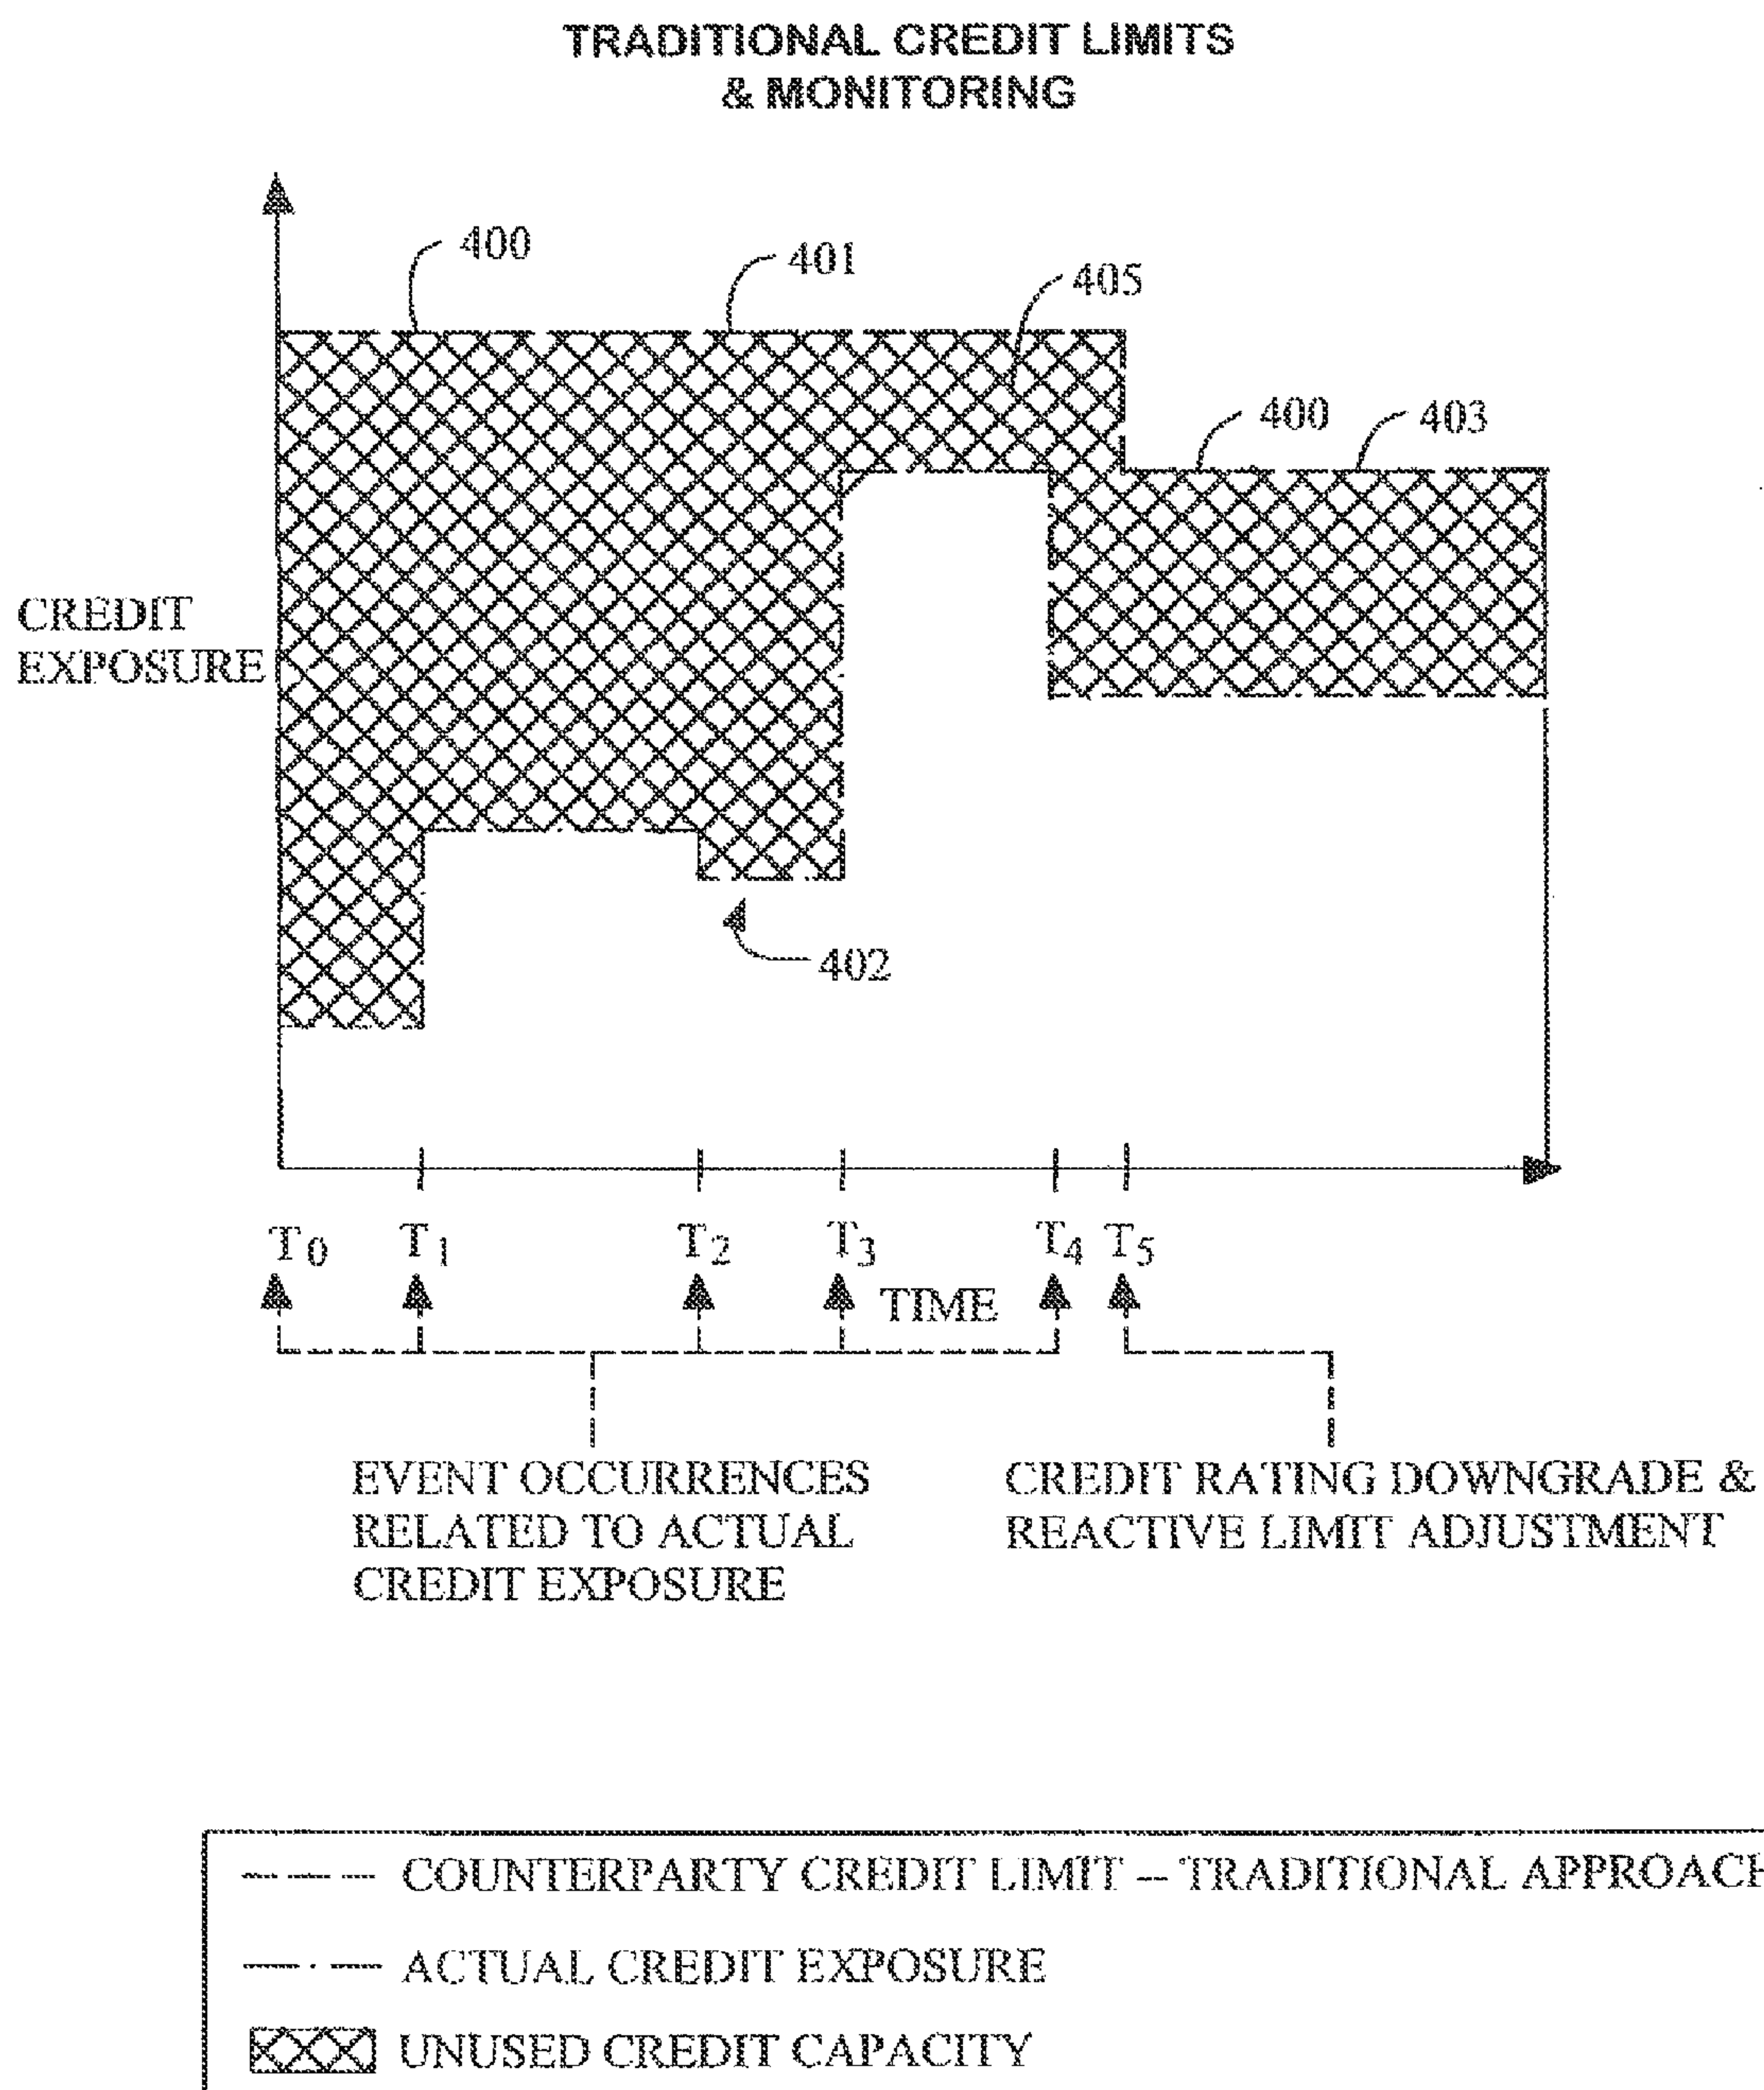 TRADITIONAL CREDIT LIMITS
& MONITORING
400
401
405
400
403
CREDIT
EXPOSURE
402
T0
T1
T2
T3
T4
T5
TIME
EVENT OCCURRENCES
RELATED TO ACTUAL
CREDIT EXPOSURE
CREDIT RATING DOWNGRADE &
REACTIVE LIMIT ADJUSTMENT
COUNTERPARTY CREDIT LIMIT -- TRADITIONAL APPROACH
ACTUAL CREDIT EXPOSURE
UNUSED CREDIT CAPACITY